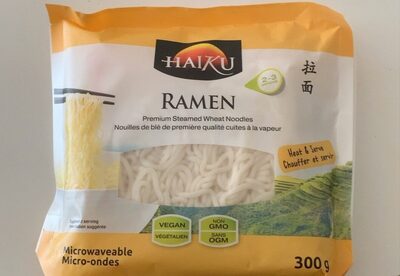 HAIKU
2-3
拉
面
RAMEN
Premium Steamed Wheat Noodles
Nouilles de blé de première qualité cuites à la vapeur
Heat & Serve
Chauffer et servir
VEGAN
VÉGÉTALIEN
NON
GMO
SANS
OGM
Microwaveable
Micro-ondes
300 g